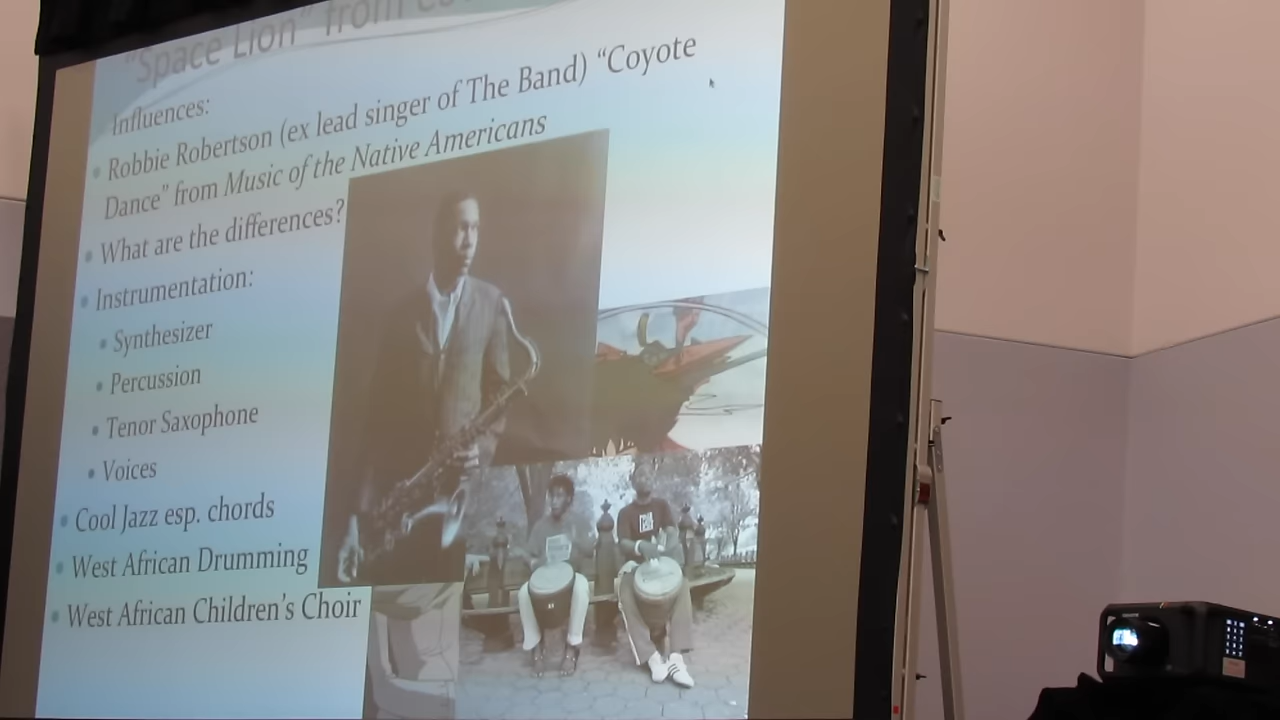 "Space Lion" from
Influences:
Robbie Robertson (ex lead singer of The Band) "Coyote
Dance" from Music of the Native Americans
What are the differences?
Instrumentation:
Synthesizer
Percussion
Tenor Saxophone
Voices
Cool Jazz esp. chords
West African Drumming
West African Children's Choir